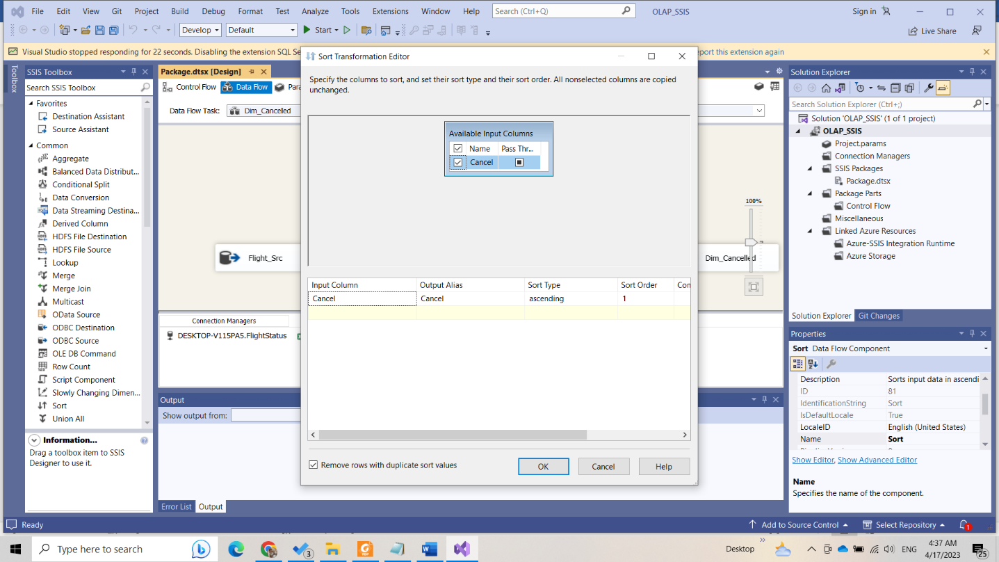 File Edit View Git Project Build Debug Format Test Analyze Tools Extensions Window Help Search (Ctrl+Q) OLAP_SSIS Sign in
Develop Default Start Live Share
Visual Studio stopped responding for 22 seconds. Disabling the extension SQL Se
port this extension again
Toolbox
SSIS Toolbox
Search SSIS Toolbox
Favorites
Destination Assistant
Source Assistant
Common
Aggregate
Balanced Data Distribut...
Conditional Split
Data Conversion
Data Streaming Destina...
Derived Column
HDFS File Destination
HDFS File Source
Lookup
Merge
Merge Join
Multicast
OData Source
ODBC Destination
ODBC Source
OLE DB Command
Row Count
Script Component
Slowly Changing Dimen...
Sort
Union All
Information...
Drag a toolbox item to SSIS
Designer to use it.
Package.dtsx [Design]
Control Flow Data Flow Para
Data Flow Task: Dim_Cancelled
Flight_Src
Dim_Cancelled
100%
Connection Managers
DESKTOP-V115PA5.FlightStatus
Output
Show output from:
Error List Output
Sort Transformation Editor
Specify the columns to sort, and set their sort type and their sort order. All nonselected columns are copied
unchanged.
Available Input Columns
Name Pass Thr...
Cancel
Input Column Output Alias Sort Type Sort Order Con
Cancel Cancel ascending 1
Remove rows with duplicate sort values
OK Cancel Help
Solution Explorer
Search Solution Explorer (Ctrl+;)
Solution 'OLAP_SSIS' (1 of 1 project)
OLAP_SSIS
Project.params
Connection Managers
SSIS Packages
Package.dtsx
Package Parts
Control Flow
Miscellaneous
Linked Azure Resources
Azure-SSIS Integration Runtime
Azure Storage
Solution Explorer Git Changes
Properties
Sort Data Flow Component
Description Sorts input data in ascendi
ID 81
IdentificationString Sort
IsDefaultLocale True
LocaleID English (United States)
Name Sort
Show Editor, Show Advanced Editor
Name
Specifies the name of the component.
Ready Add to Source Control Select Repository 1
Type here to search 3 Desktop ENG 4:37 AM
4/17/2023 25